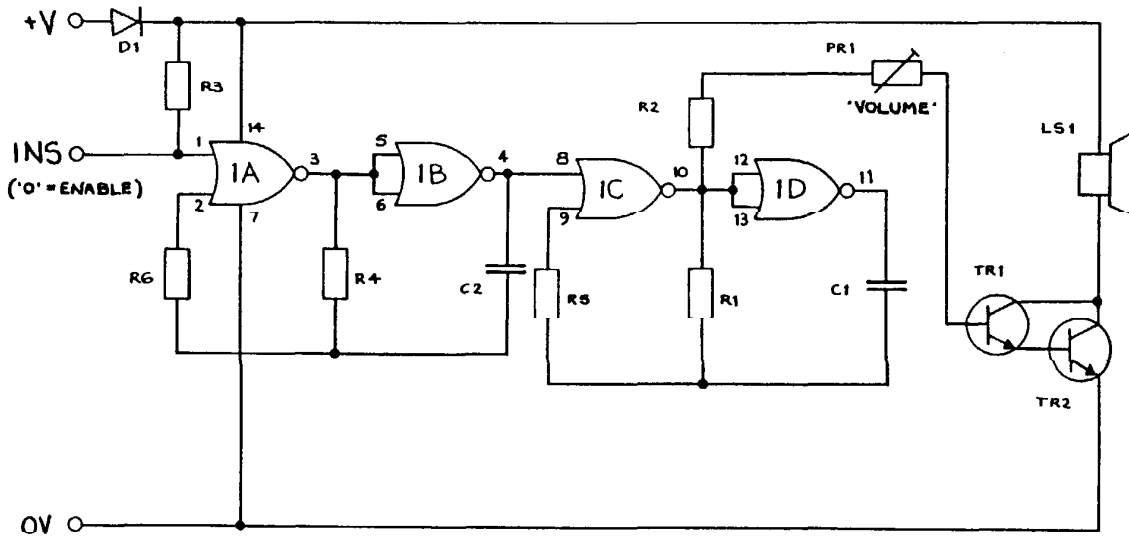 +V
D1
R3
PR1
'VOLUME'
R2
LS1
INS
('0' = ENABLE)
1
14
1A
3
2
7
5
1B
4
6
8
1C
10
9
12
1D
11
13
R6
R4
C2
R5
R1
C1
TR1
TR2
0V